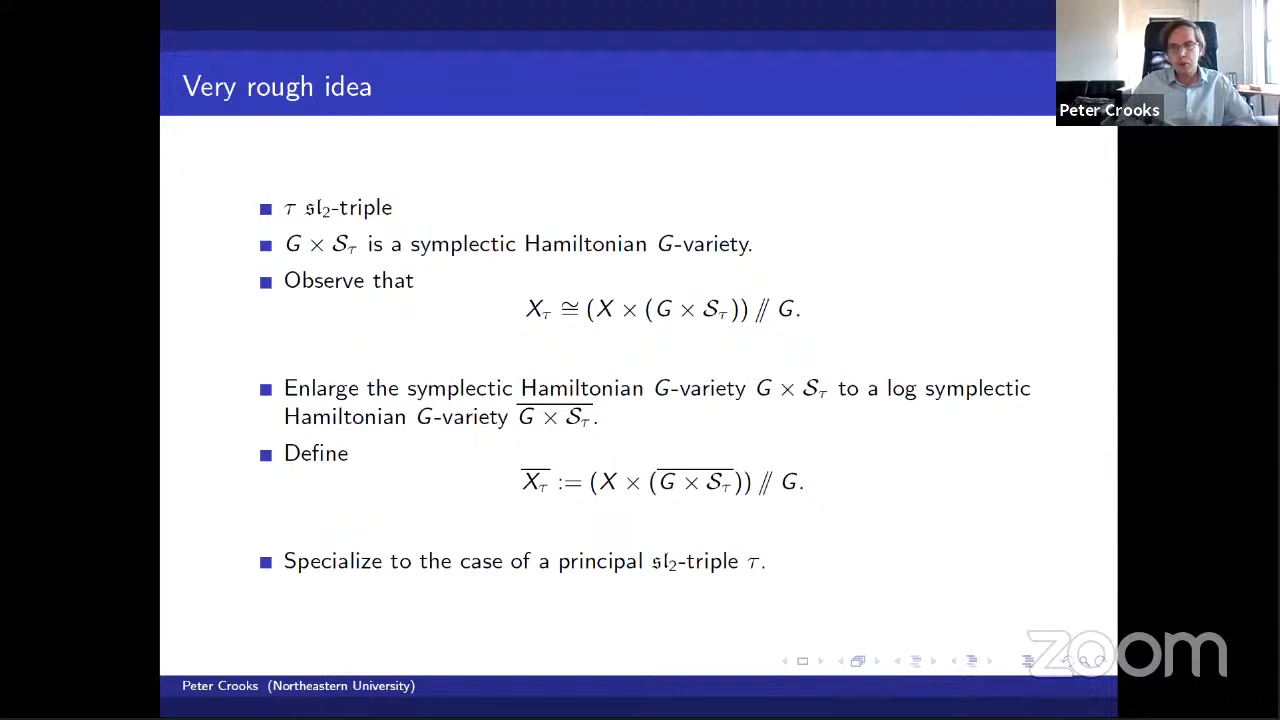 Very rough idea
Peter Crooks
τ 𝔰𝔩₂-triple
G × 𝒮_τ is a symplectic Hamiltonian G-variety.
Observe that
X_τ ≅ (X × (G × 𝒮_τ)) ⫽ G.
Enlarge the symplectic Hamiltonian G-variety G × 𝒮_τ to a log symplectic
Hamiltonian G-variety \overline{G × 𝒮_τ}.
Define
\overline{X_τ} := (X × (\overline{G × 𝒮_τ})) ⫽ G.
Specialize to the case of a principal 𝔰𝔩₂-triple τ.
zoom
Peter Crooks (Northeastern University)